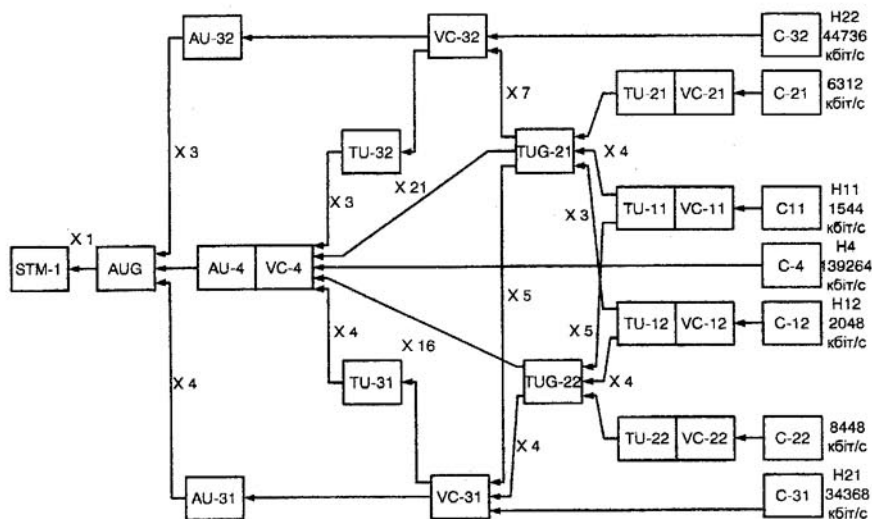 H22
AU-32
VC-32
C-32
44736
кбіт/с
X 7
TU-21
VC-21
C-21
6312
кбіт/с
X 3
TU-32
TUG-21
X 4
X 21
X 3
X 3
TU-11
VC-11
C11
H11
1544
кбіт/с
X 1
STM-1
AUG
AU-4
VC-4
C-4
H4
139264
кбіт/с
X 5
H12
TU-12
VC-12
C-12
2048
кбіт/с
X 4
X 16
X 5
X 4
TU-31
TUG-22
X 4
X 4
TU-22
VC-22
C-22
8448
кбіт/с
AU-31
VC-31
C-31
H21
34368
кбіт/с